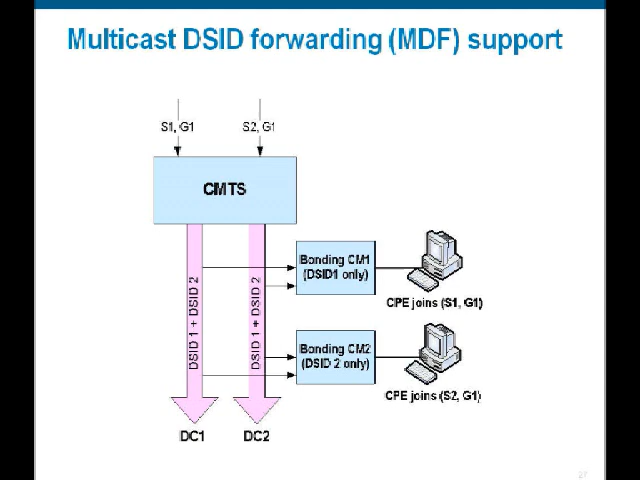 Multicast DSID forwarding (MDF) support
S1, G1
S2, G1
CMTS
Bonding CM1
(DSID1 only)
CPE joins (S1, G1)
DSID 1 + DSID 2
DSID 1 + DSID 2
Bonding CM2
(DSID 2 only)
CPE joins (S2, G1)
DC1
DC2
27